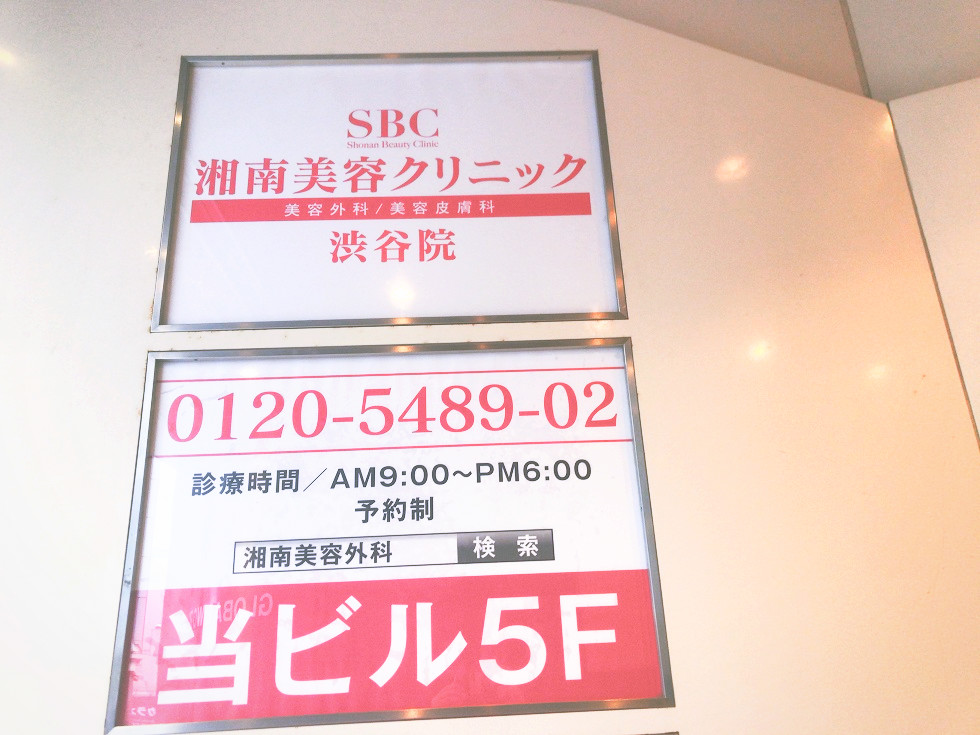 SBC
Shonan Beauty Clinic
湘南美容クリニック
美容外科/美容皮膚科
渋谷院
0120-5489-02
診療時間/AM9:00~PM6:00
予約制
湘南美容外科 検索
当ビル5F